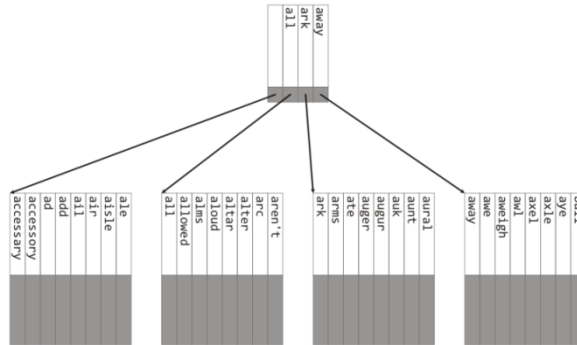 all
ark
away
accessary
accessory
ad
add
ail
air
aisle
ale
all
allowed
alms
aloud
altar
alter
arc
aren't
ark
arms
ate
auger
augur
auk
aunt
aural
away
awe
aweigh
awl
axel
axle
aye